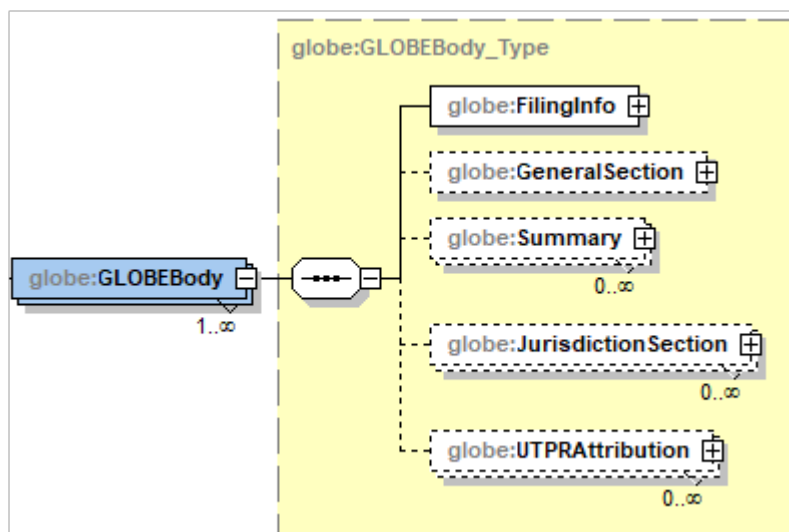 globe:GLOBEBody_Type
globe:FilingInfo
globe:GeneralSection
globe:Summary
0..∞
globe:GLOBEBody
1..∞
globe:JurisdictionSection
0..∞
globe:UTPRAttribution
0..∞